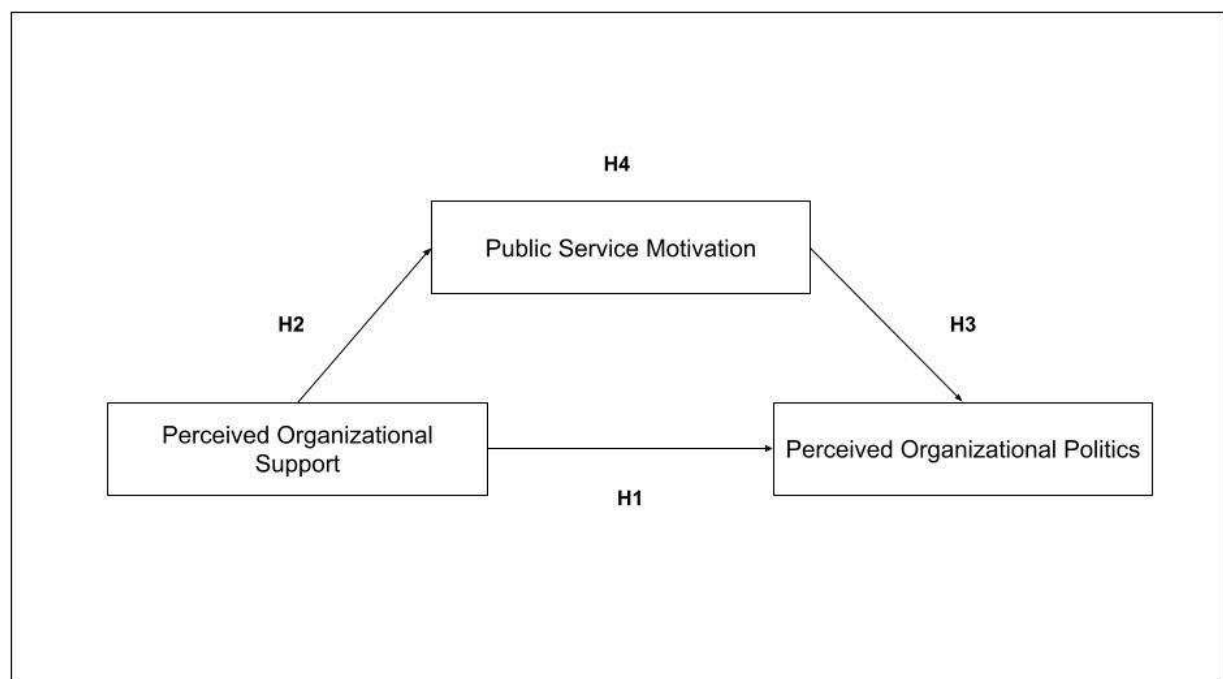 H4
Public Service Motivation
H2
H3
Perceived Organizational
Support
Perceived Organizational Politics
H1